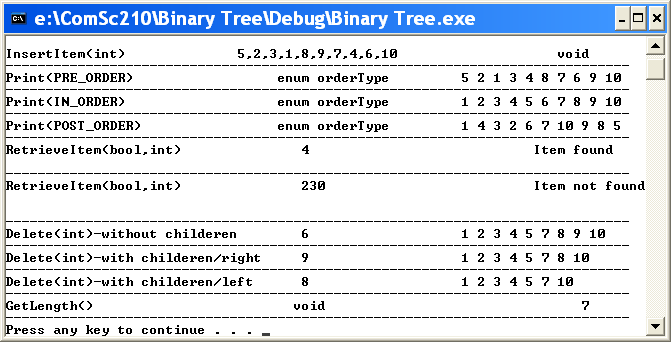 e:\ComSc210\Binary Tree\Debug\Binary Tree.exe
InsertItem(int) 5,2,3,1,8,9,7,4,6,10 void
Print(PRE_ORDER) enum orderType 5 2 1 3 4 8 7 6 9 10
Print(IN_ORDER) enum orderType 1 2 3 4 5 6 7 8 9 10
Print(POST_ORDER) enum orderType 1 4 3 2 6 7 10 9 8 5
RetrieveItem(bool,int) 4 Item found
RetrieveItem(bool,int) 230 Item not found
Delete(int)-without childeren 6 1 2 3 4 5 7 8 9 10
Delete(int)-with childeren/right 9 1 2 3 4 5 7 8 10
Delete(int)-with childeren/left 8 1 2 3 4 5 7 10
GetLength() void 7
Press any key to continue . . . _